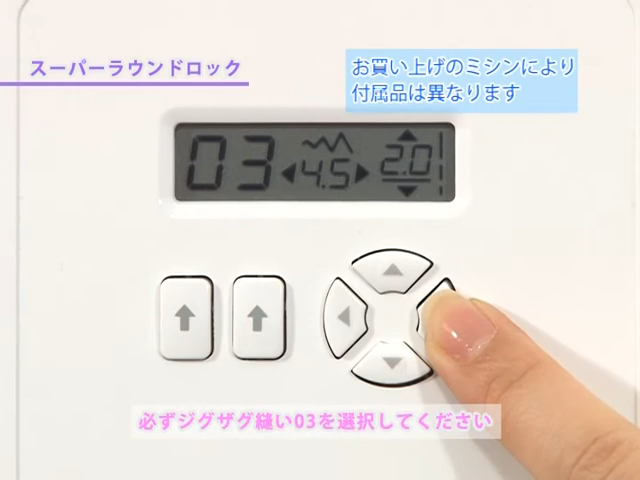 スーパーラウンドロック
お買い上げのミシンにより
付属品は異なります
03 4.5 2.0
必ずジグザグ縫い03を選択してください